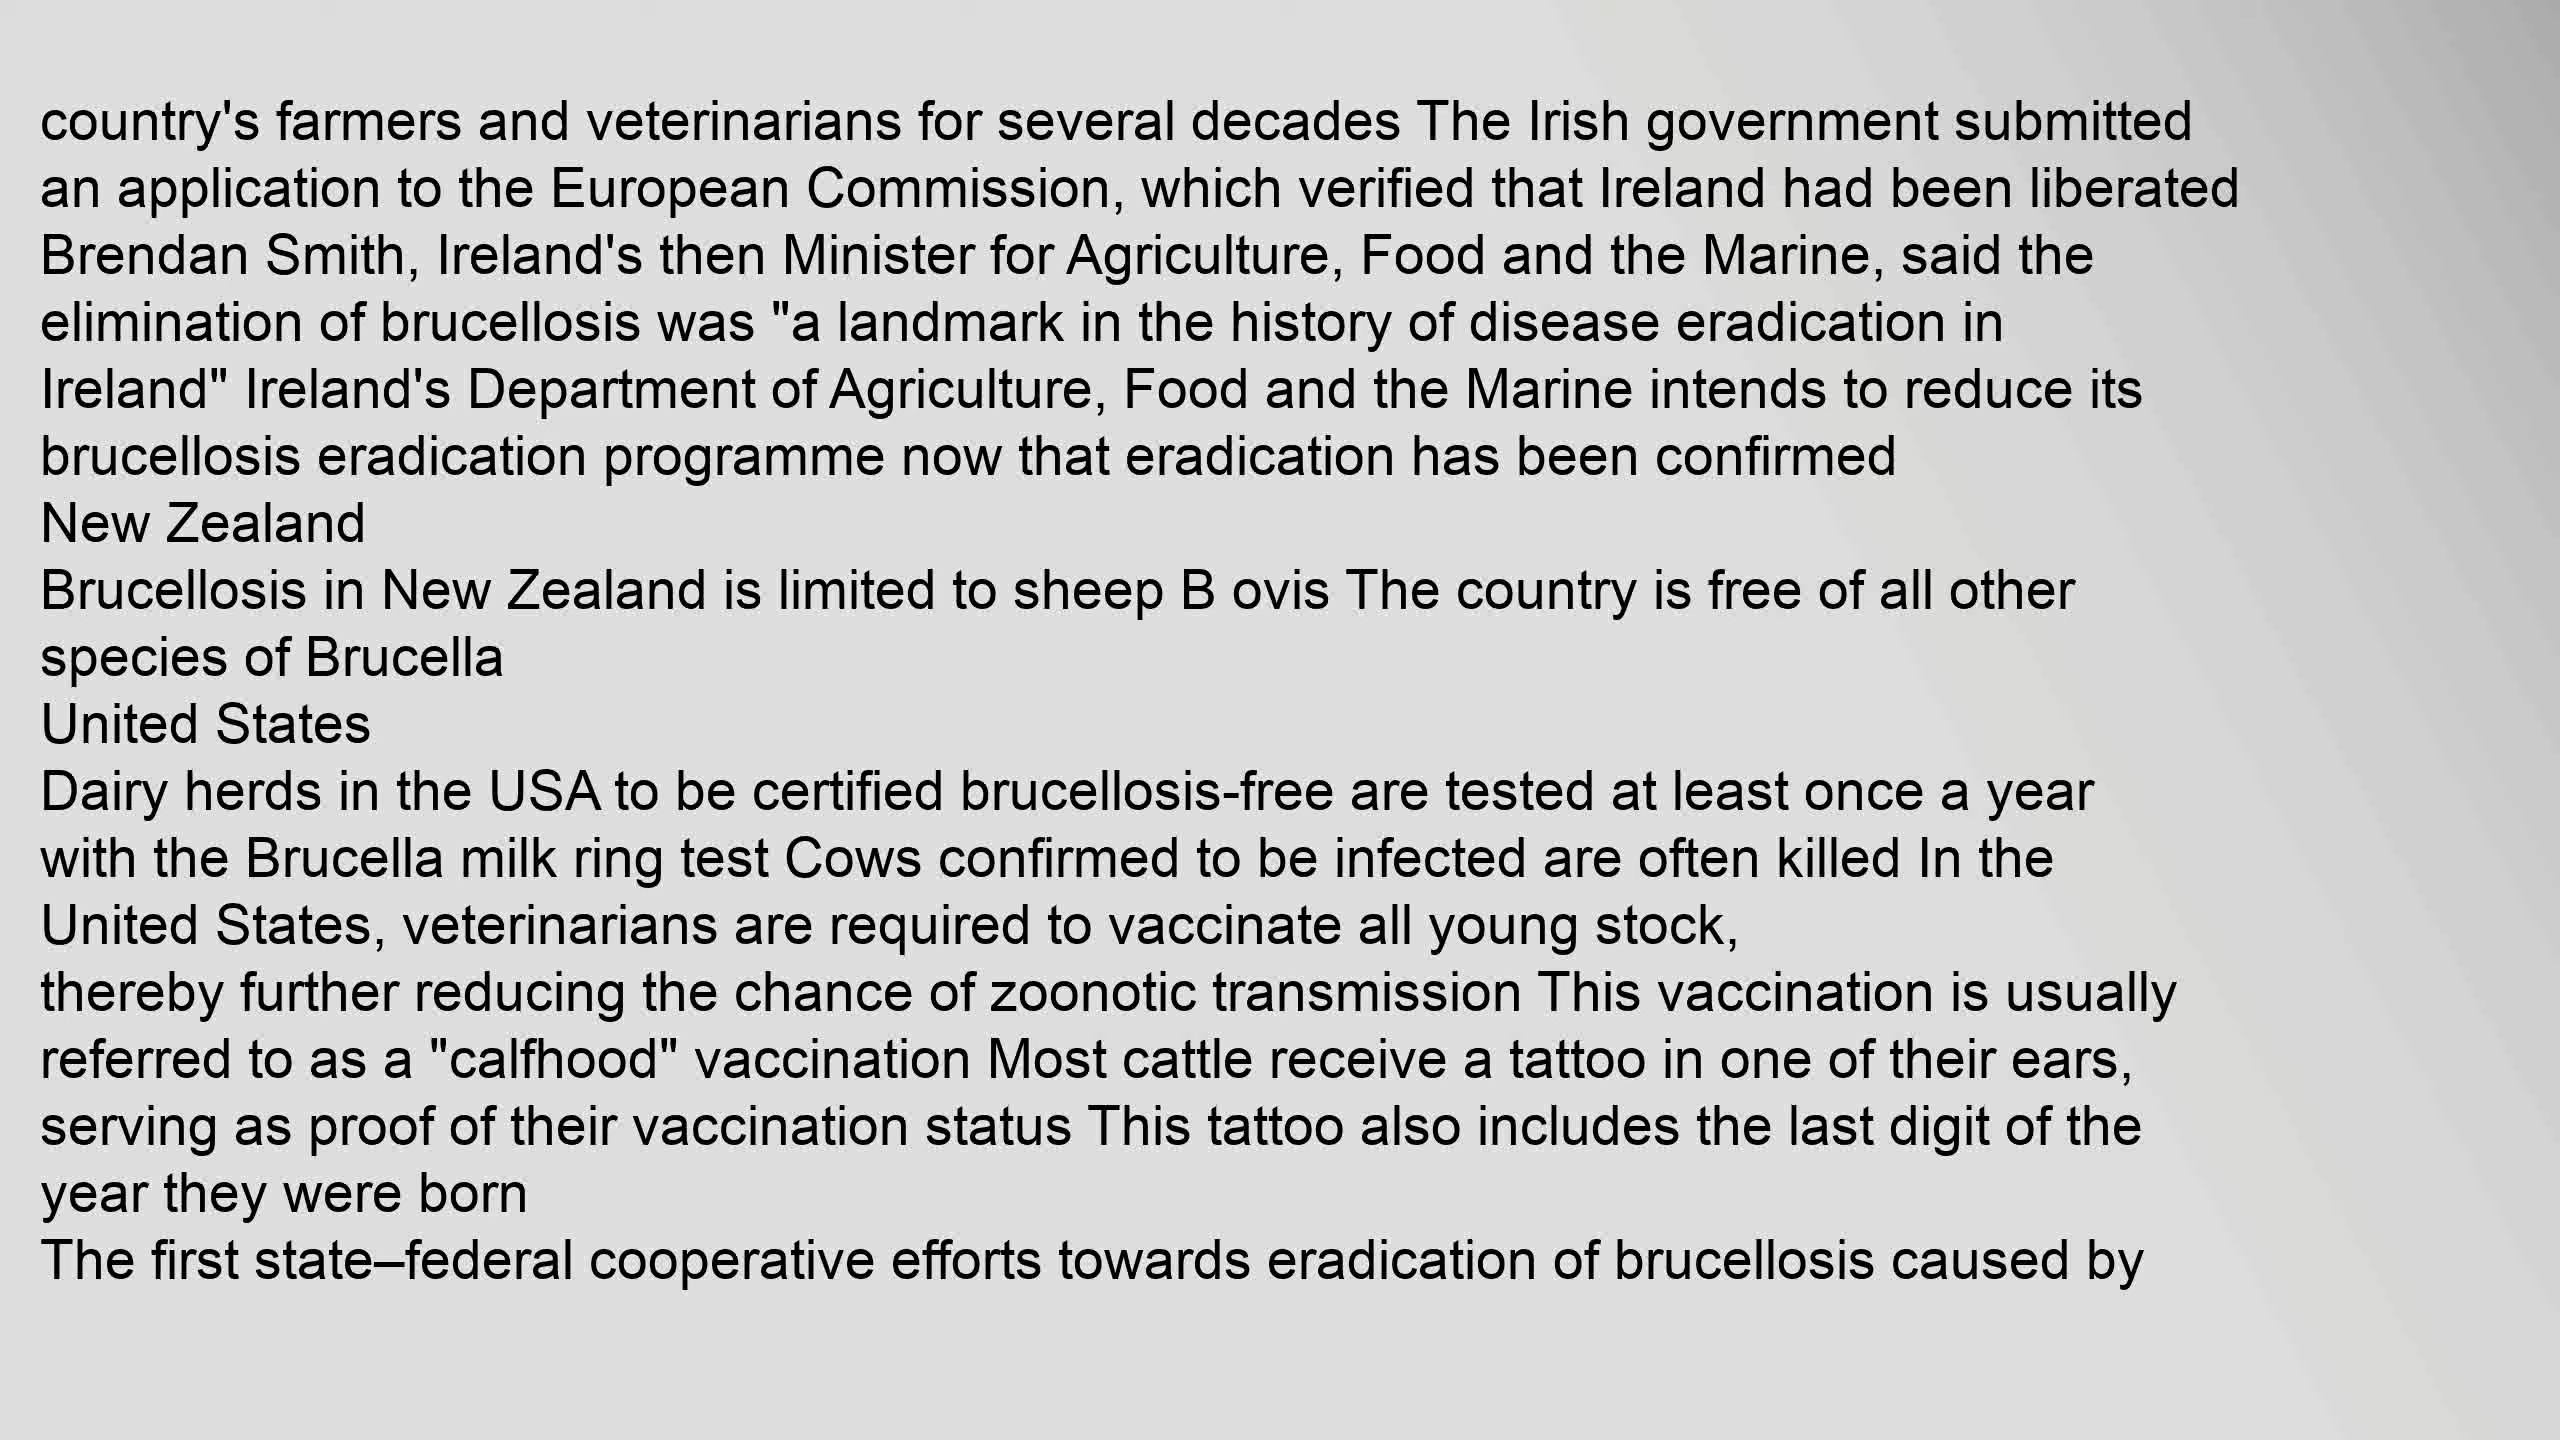 country's farmers and veterinarians for several decades The Irish government submitted
an application to the European Commission, which verified that Ireland had been liberated
Brendan Smith, Ireland's then Minister for Agriculture, Food and the Marine, said the
elimination of brucellosis was "a landmark in the history of disease eradication in
Ireland" Ireland's Department of Agriculture, Food and the Marine intends to reduce its
brucellosis eradication programme now that eradication has been confirmed
New Zealand
Brucellosis in New Zealand is limited to sheep B ovis The country is free of all other
species of Brucella
United States
Dairy herds in the USA to be certified brucellosis-free are tested at least once a year
with the Brucella milk ring test Cows confirmed to be infected are often killed In the
United States, veterinarians are required to vaccinate all young stock,
thereby further reducing the chance of zoonotic transmission This vaccination is usually
referred to as a "calfhood" vaccination Most cattle receive a tattoo in one of their ears,
serving as proof of their vaccination status This tattoo also includes the last digit of the
year they were born
The first state–federal cooperative efforts towards eradication of brucellosis caused by